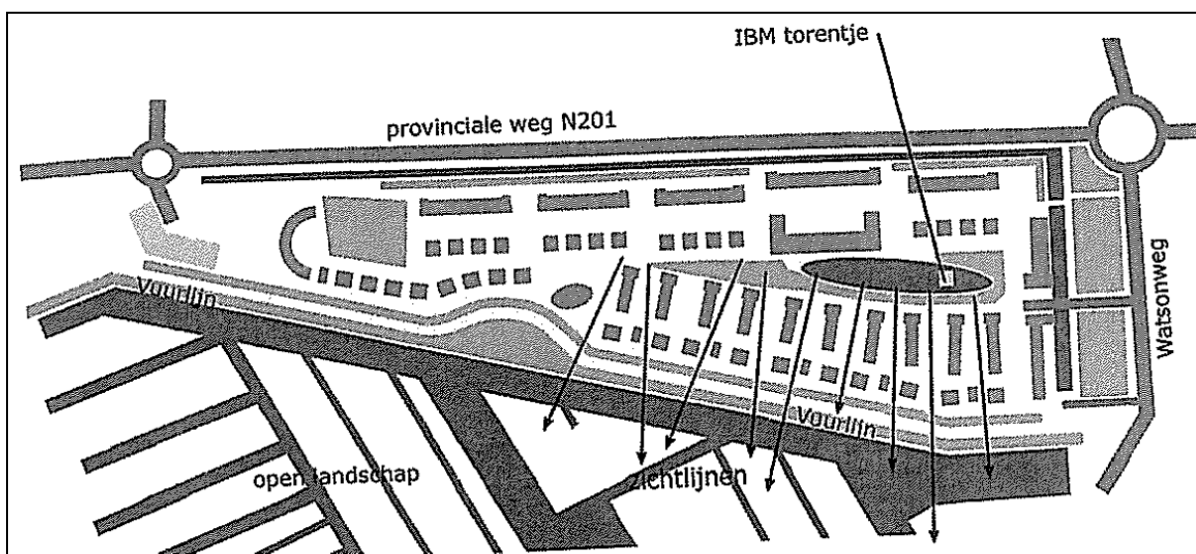 IBM torentje
provinciale weg N201
Vuurlijn
Watsonweg
Vuurlijn
open landschap
zichtlijnen